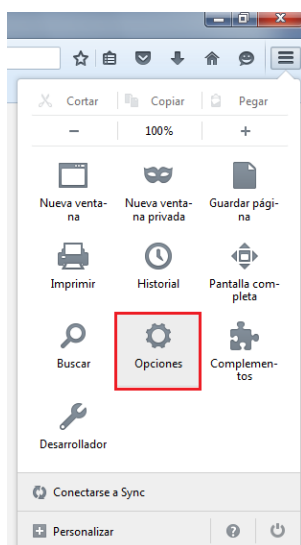 Cortar Copiar Pegar
− 100% +
Nueva venta-
na
Nueva venta-
na privada
Guardar pági-
na
Imprimir
Historial
Pantalla com-
pleta
Buscar
Opciones
Complemen-
tos
Desarrollador
Conectarse a Sync
Personalizar